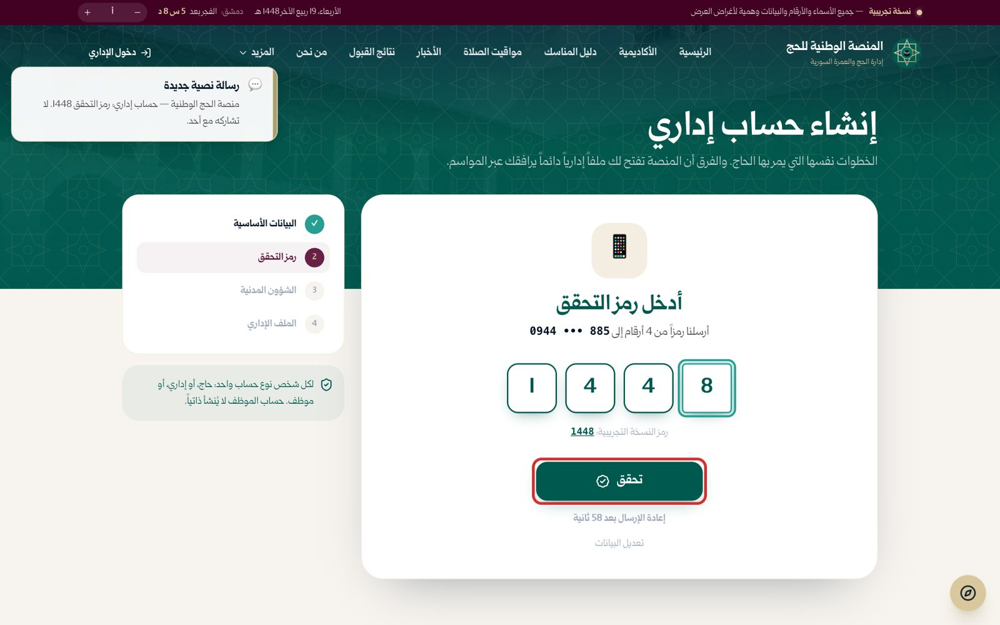 نسخة تجريبية — جميع الأسماء والأرقام والبيانات وهمية لأغراض العرض
الأربعاء، 19 ربيع الآخر 1448 هـ
دمشق: الفجر بعد 5 س 8 د
− أ +
المنصة الوطنية للحج
إدارة الحج والعمرة السورية
الرئيسية
الأكاديمية
دليل المناسك
مواقيت الصلاة
الأخبار
نتائج القبول
من نحن
المزيد
دخول الإداري
رسالة نصية جديدة
منصة الحج الوطنية — حساب إداري: رمز التحقق 1448. لا
تشاركه مع أحد.
إنشاء حساب إداري
الخطوات نفسها التي يمر بها الحاج. والفرق أن المنصة تفتح لك ملفاً إدارياً دائماً يرافقك عبر المواسم.
أدخل رمز التحقق
أرسلنا رمزاً من 4 أرقام إلى 0944 ••• 885
1 4 4 8
رمز النسخة التجريبية: 1448
تحقق
إعادة الإرسال بعد 58 ثانية
تعديل البيانات
البيانات الأساسية
2 رمز التحقق
3 الشؤون المدنية
4 الملف الإداري
لكل شخص نوع حساب واحد: حاج، أو إداري، أو
موظف. حساب الموظف لا يُنشأ ذاتياً.